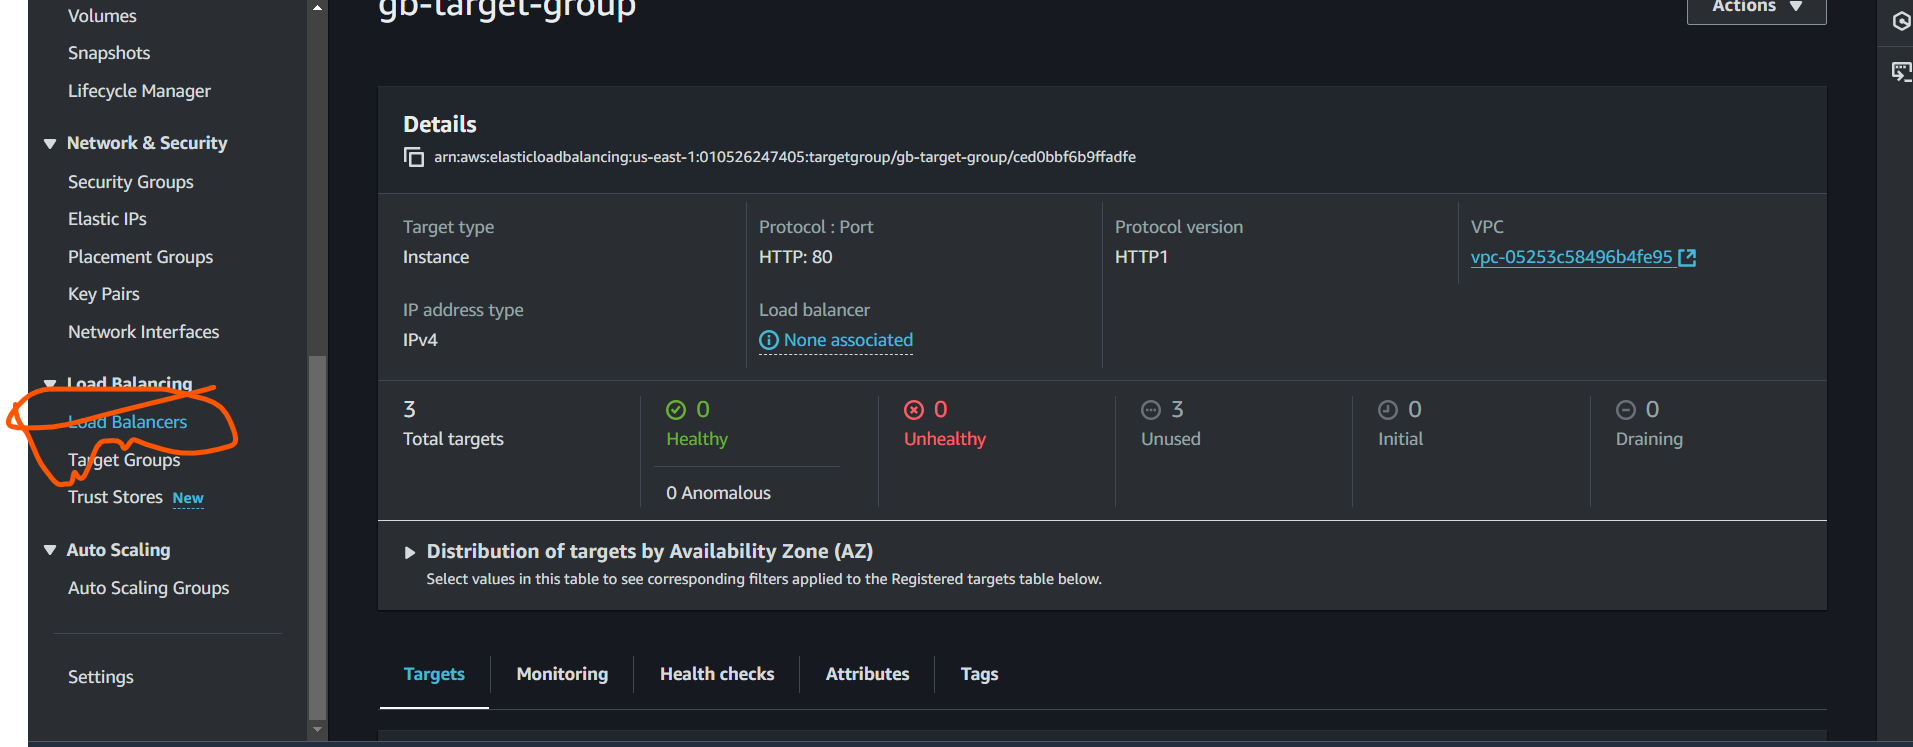 gb-target-group
Actions
Volumes
Snapshots
Lifecycle Manager
Network & Security
Security Groups
Elastic IPs
Placement Groups
Key Pairs
Network Interfaces
Load Balancing
Load Balancers
Target Groups
Trust Stores New
Auto Scaling
Auto Scaling Groups
Settings
Details
arn:aws:elasticloadbalancing:us-east-1:010526247405:targetgroup/gb-target-group/ced0bbf6b9ffadfe
Target type
Instance
Protocol : Port
HTTP: 80
Protocol version
HTTP1
VPC
vpc-05253c58496b4fe95
IP address type
IPv4
Load balancer
None associated
3
Total targets
0
Healthy
0 Anomalous
0
Unhealthy
3
Unused
0
Initial
0
Draining
Distribution of targets by Availability Zone (AZ)
Select values in this table to see corresponding filters applied to the Registered targets table below.
Targets
Monitoring
Health checks
Attributes
Tags